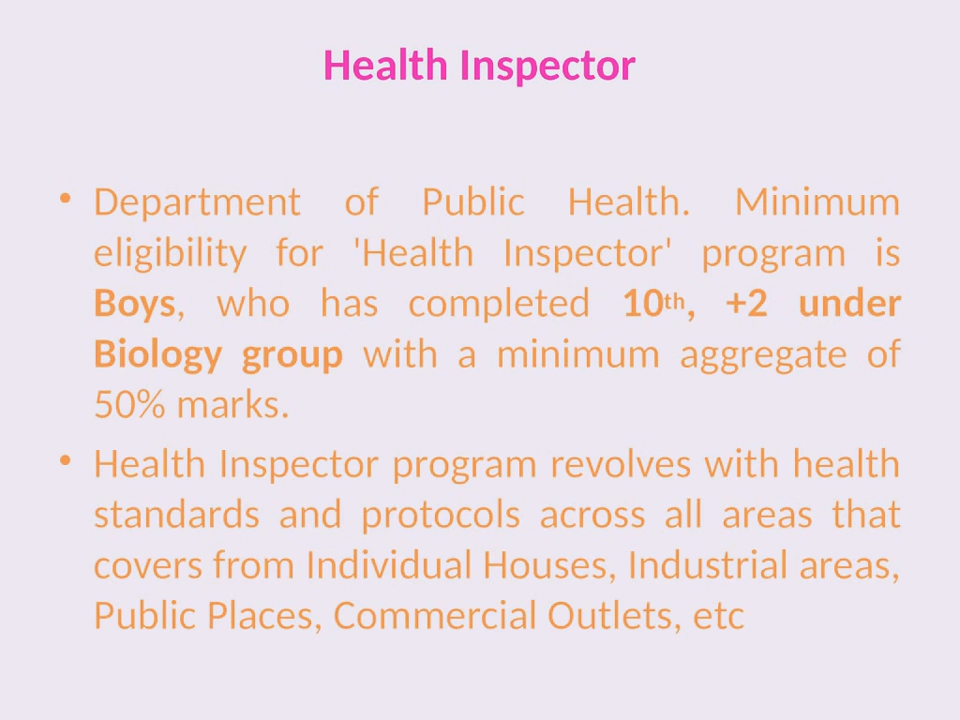 Health Inspector
• Department of Public Health. Minimum
eligibility for 'Health Inspector' program is
Boys, who has completed 10th, +2 under
Biology group with a minimum aggregate of
50% marks.
• Health Inspector program revolves with health
standards and protocols across all areas that
covers from Individual Houses, Industrial areas,
Public Places, Commercial Outlets, etc